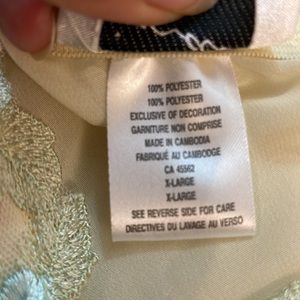 100% POLYESTER
100% POLYESTER
EXCLUSIVE OF DECORATION
GARNITURE NON COMPRISE
MADE IN CAMBODIA
FABRIQUÉ AU CAMBODGE
CA 45562
X-LARGE
X-LARGE
SEE REVERSE SIDE FOR CARE
DIRECTIVES DU LAVAGE AU VERSO